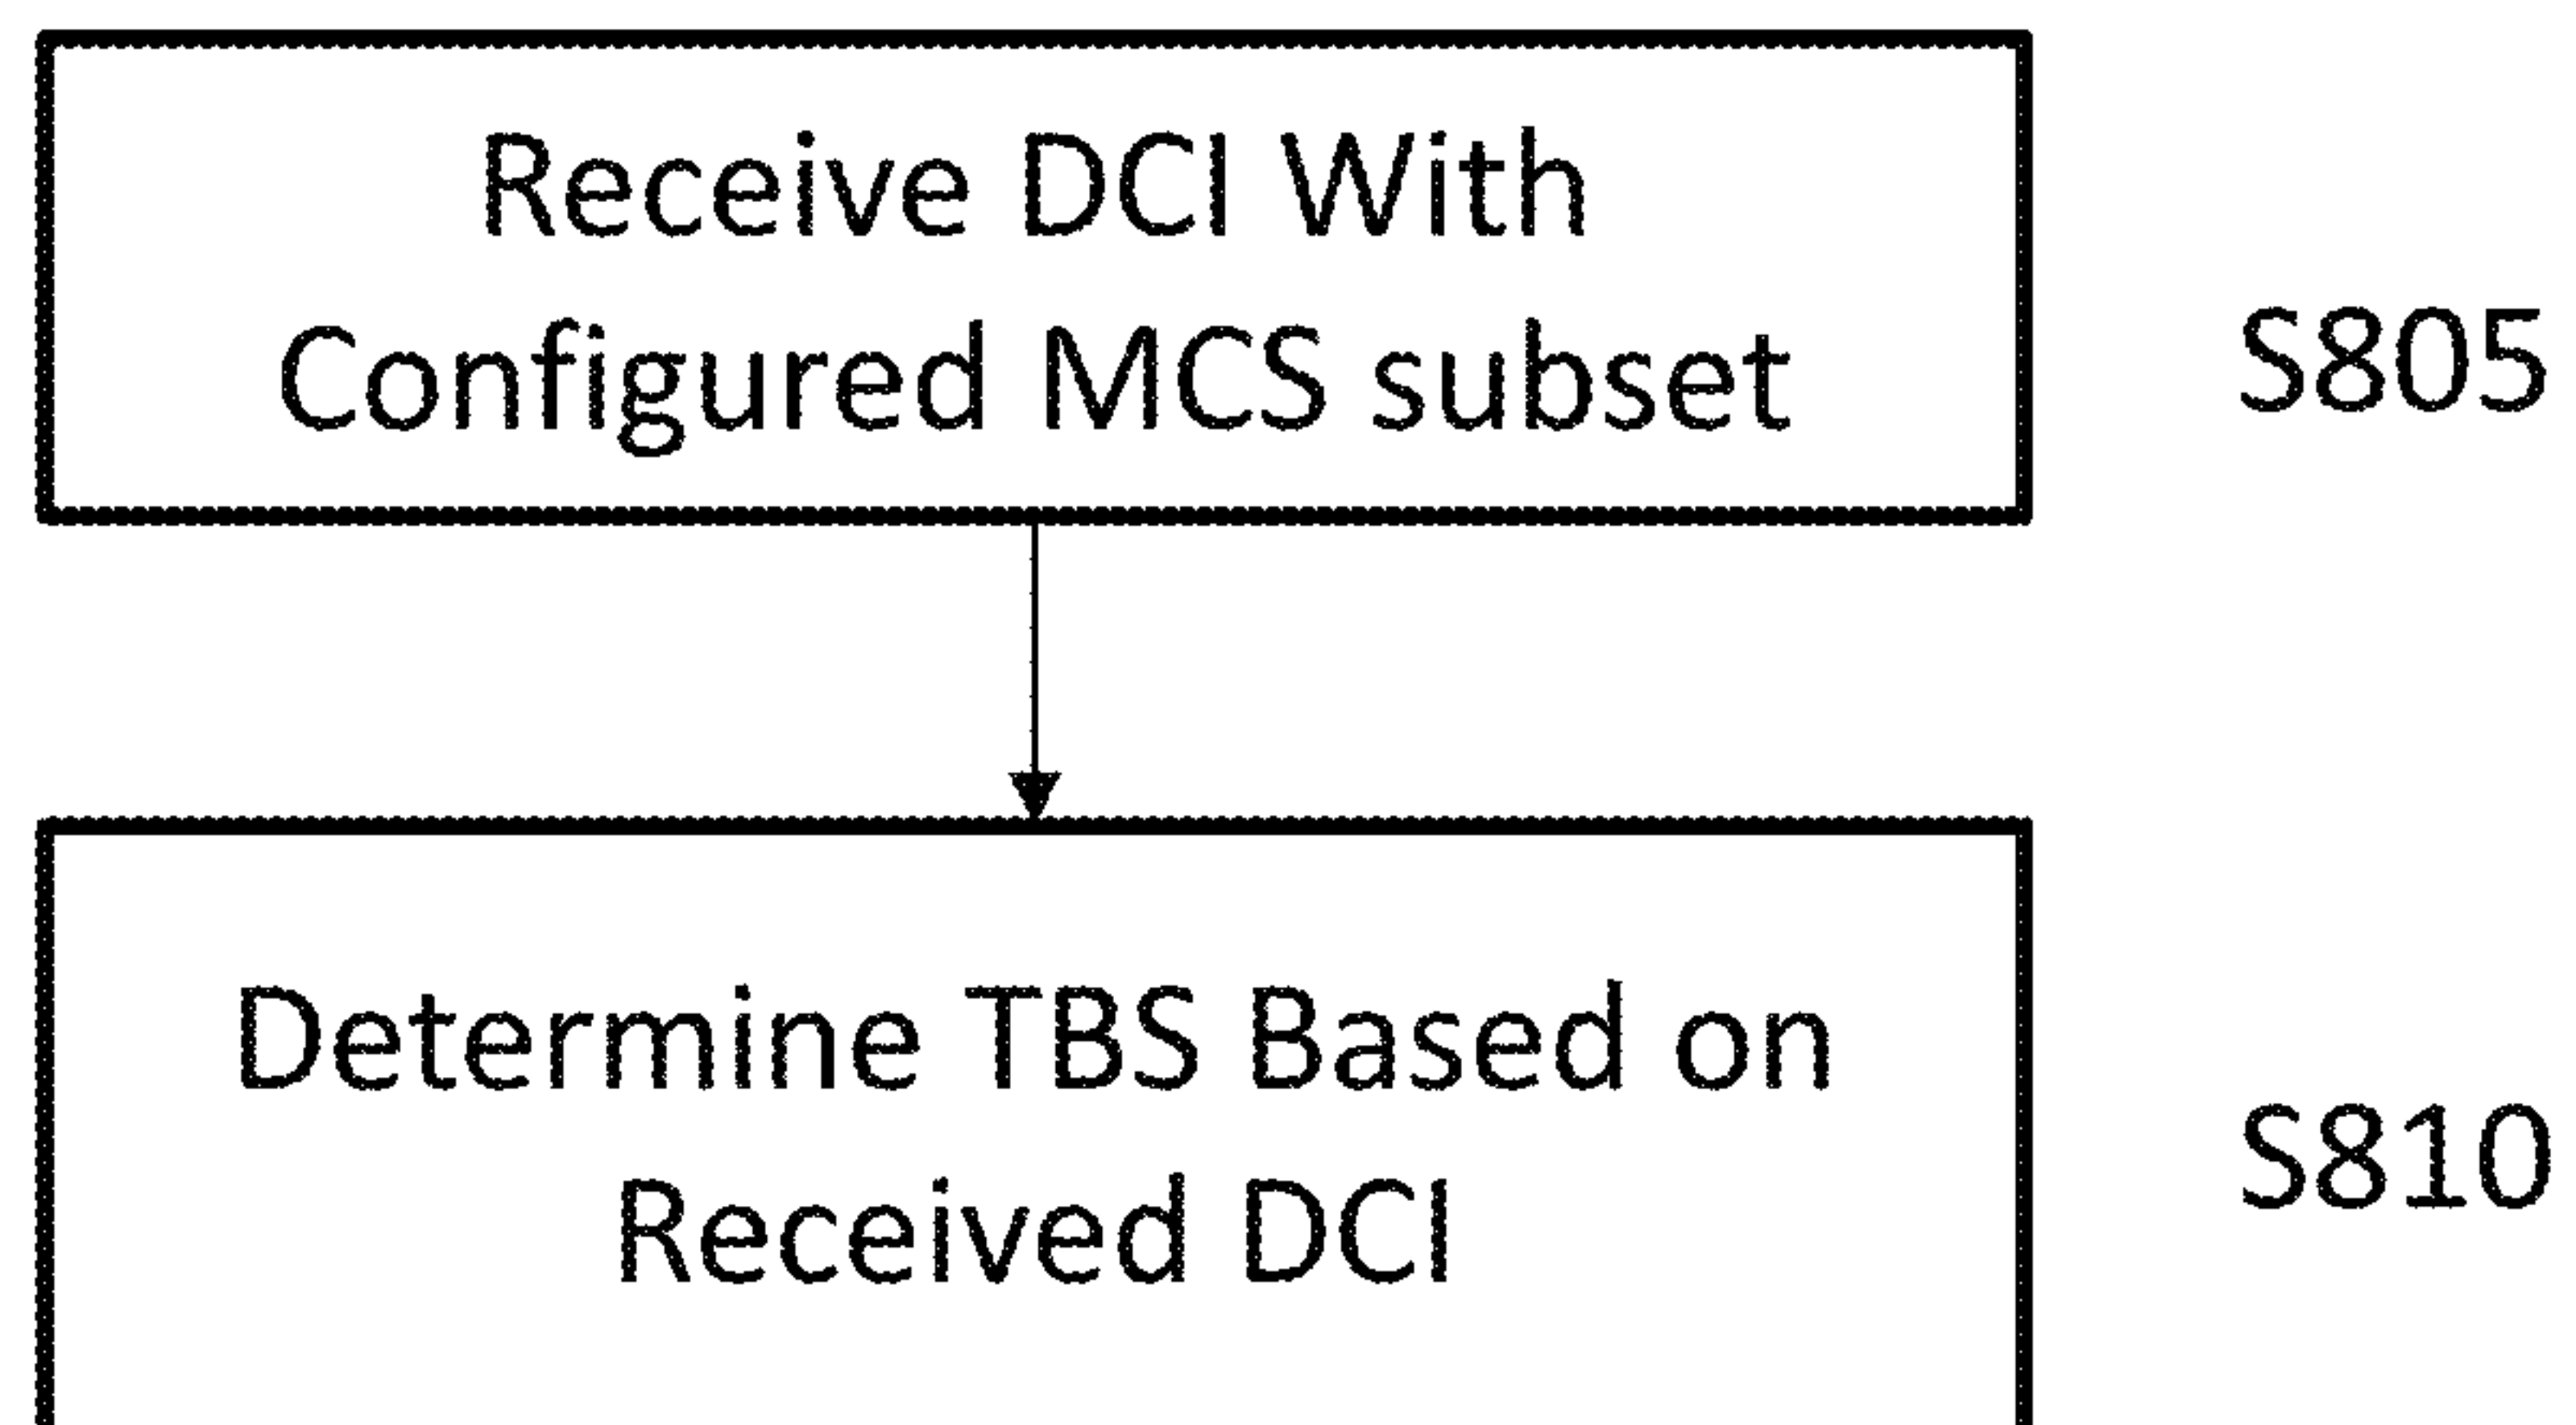 Receive DCI With
Configured MCS subset
S805
Determine TBS Based on
Received DCI
S810